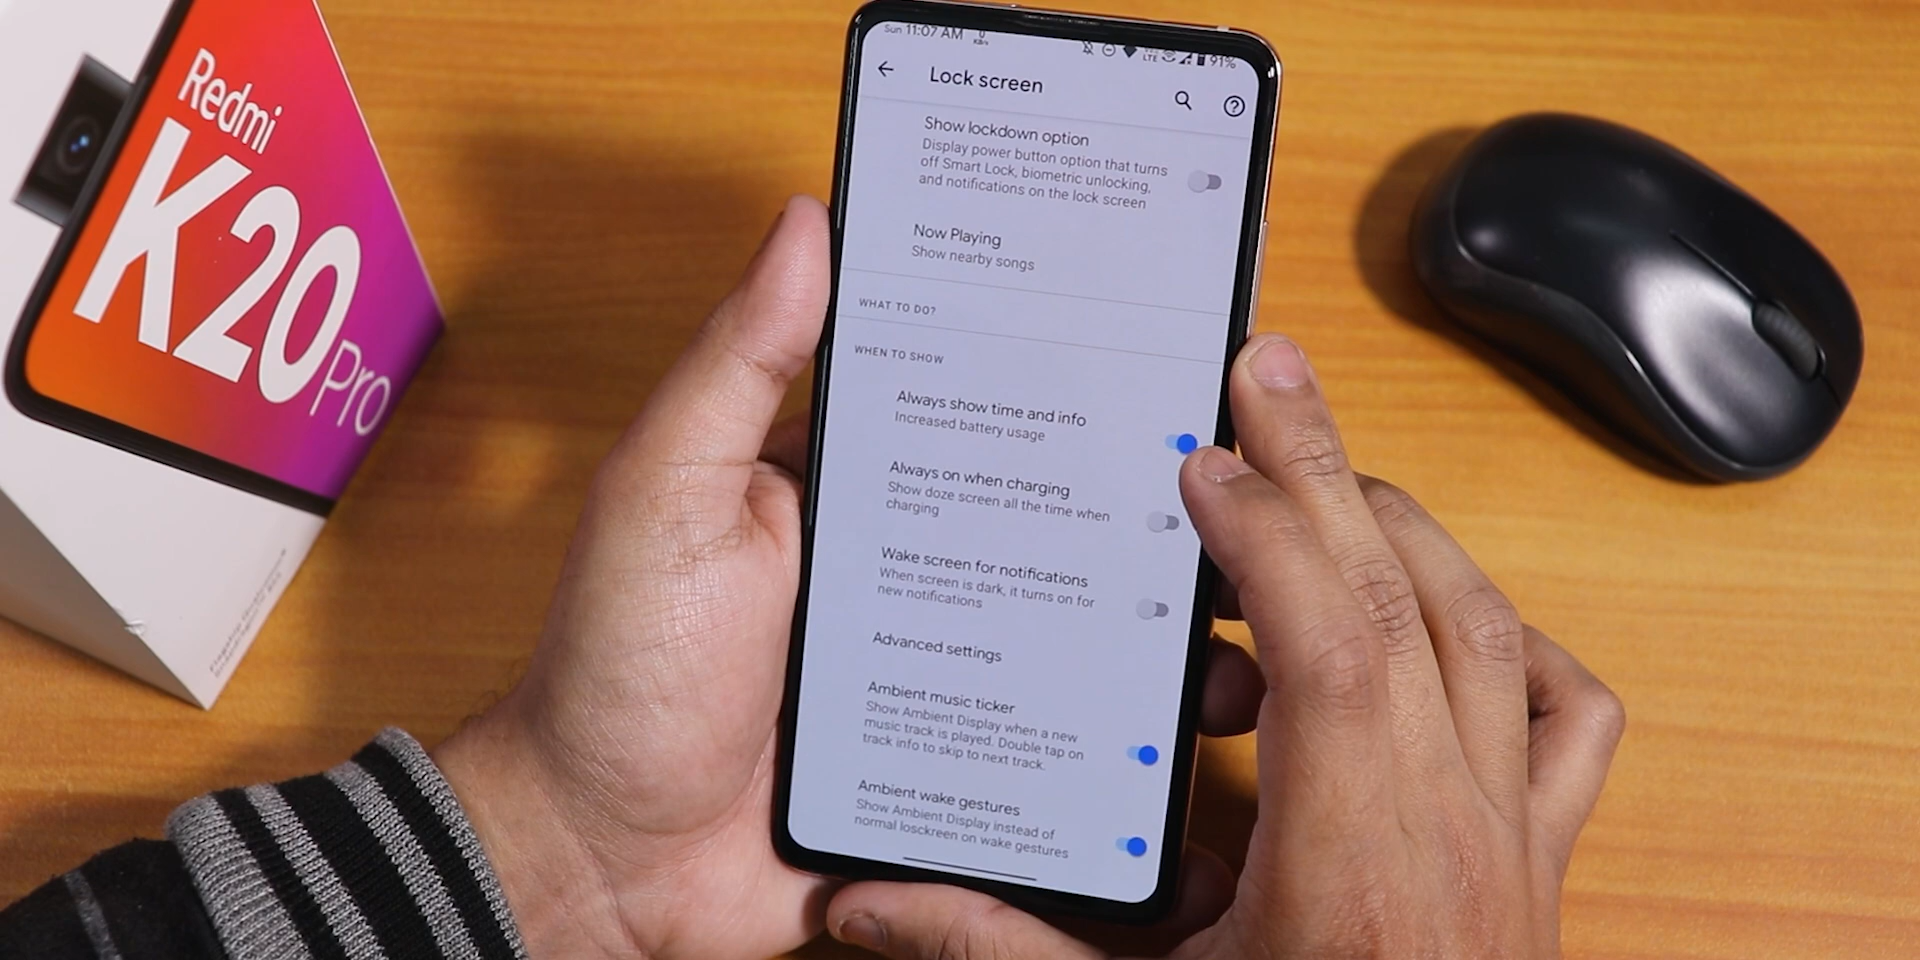 Redmi
K20
Pro
Sun 11:07 AM
0
KB/s
LTE
91%
Lock screen
Show lockdown option
Display power button option that turns
off Smart Lock, biometric unlocking,
and notifications on the lock screen
Now Playing
Show nearby songs
WHAT TO DO?
WHEN TO SHOW
Always show time and info
Increased battery usage
Always on when charging
Show doze screen all the time when
charging
Wake screen for notifications
When screen is dark, it turns on for
new notifications
Advanced settings
Ambient music ticker
Show Ambient Display when a new
music track is played. Double tap on
track info to skip to next track.
Ambient wake gestures
Show Ambient Display instead of
normal losckreen on wake gestures